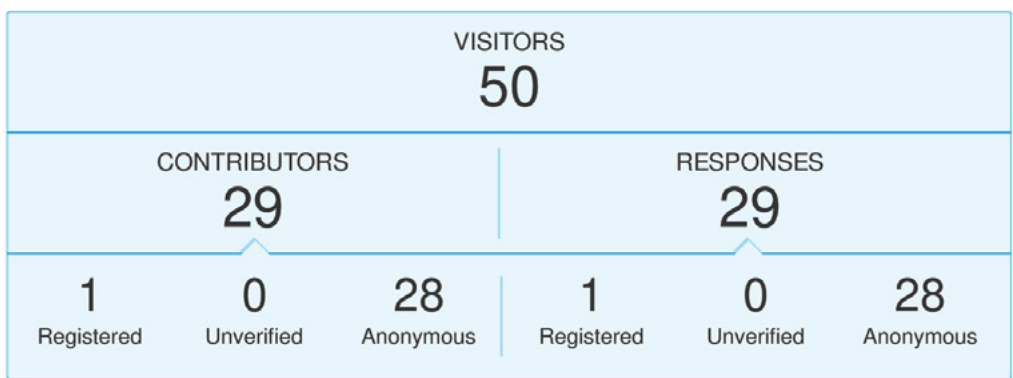 VISITORS
50
CONTRIBUTORS
29
RESPONSES
29
1 0 28
Registered Unverified Anonymous
1 0 28
Registered Unverified Anonymous